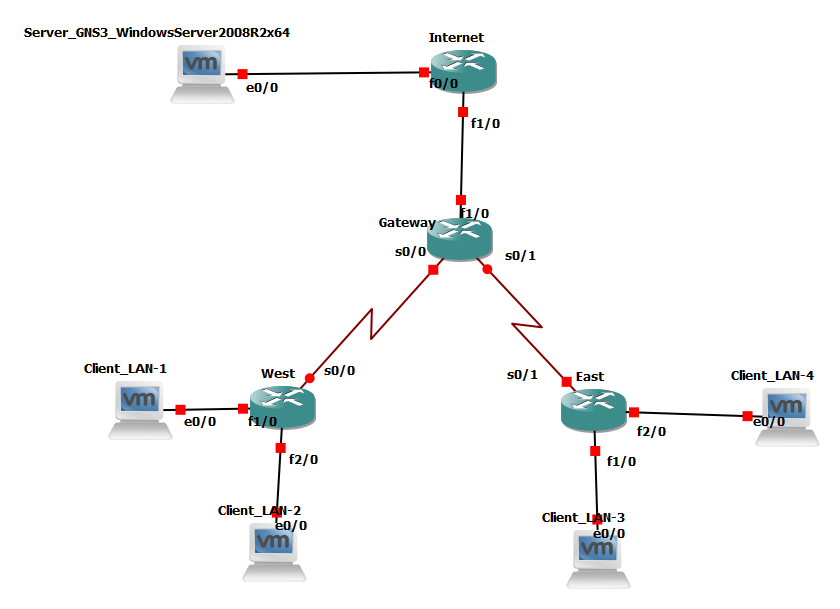 Server_GNS3_WindowsServer2008R2x64
Internet
vm
e0/0
f0/0
f1/0
f1/0
Gateway
s0/0
s0/1
s0/0
s0/1
Client_LAN-1
West
East
Client_LAN-4
vm
e0/0
f1/0
f2/0
vm
e0/0
f2/0
f1/0
Client_LAN-2
e0/0
vm
Client_LAN-3
e0/0
vm